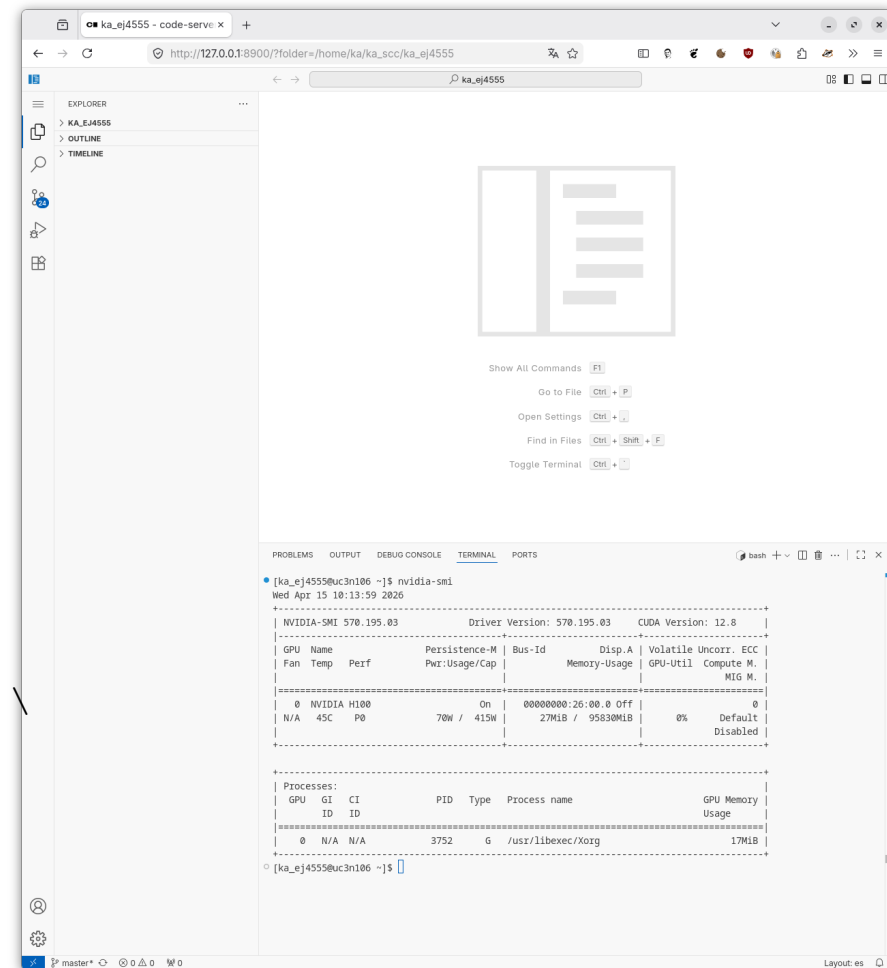 ka_ej4555 - code-server
http://127.0.0.1:8900/?folder=/home/ka/ka_scc/ka_ej4555
ka_ej4555
EXPLORER
KA_EJ4555
OUTLINE
TIMELINE
24
Show All Commands F1
Go to File Ctrl + P
Open Settings Ctrl + ,
Find in Files Ctrl + Shift + F
Toggle Terminal Ctrl + `
PROBLEMS OUTPUT DEBUG CONSOLE TERMINAL PORTS bash
[ka_ej4555@uc3n106 ~]$ nvidia-smi
Wed Apr 15 10:13:59 2026
+-----------------------------------------------------------------------------+
| NVIDIA-SMI 570.195.03 Driver Version: 570.195.03 CUDA Version: 12.8 |
|-------------------------------+----------------------+----------------------+
| GPU Name Persistence-M | Bus-Id Disp.A | Volatile Uncorr. ECC |
| Fan Temp Perf Pwr:Usage/Cap | Memory-Usage | GPU-Util Compute M. |
| | | MIG M. |
|===============================+======================+======================|
| 0 NVIDIA H100 On | 00000000:26:00.0 Off | 0 |
| N/A 45C P0 70W / 415W | 27MiB / 95830MiB | 0% Default |
| | | Disabled |
+-------------------------------+----------------------+----------------------+
+-----------------------------------------------------------------------------+
| Processes: |
| GPU GI CI PID Type Process name GPU Memory |
| ID ID Usage |
|=============================================================================|
| 0 N/A N/A 3752 G /usr/libexec/Xorg 17MiB |
+-----------------------------------------------------------------------------+
[ka_ej4555@uc3n106 ~]$
master* 0 0 0 Layout: es